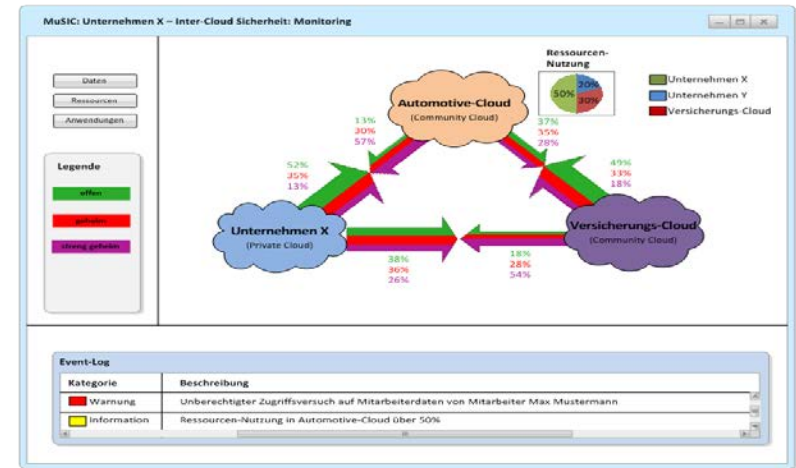 MuSIC: Unternehmen X – Inter-Cloud Sicherheit: Monitoring
Daten
Ressourcen
Anwendungen
Legende
offen
geheim
streng geheim
Ressourcen-
Nutzung
50%
20%
30%
Unternehmen X
Unternehmen Y
Versicherungs-Cloud
Automotive-Cloud
(Community Cloud)
13%
30%
57%
37%
35%
28%
52%
35%
13%
49%
33%
18%
Unternehmen X
(Private Cloud)
Versicherungs-Cloud
(Community Cloud)
38%
36%
26%
18%
28%
54%
Event-Log
Kategorie Beschreibung
Warnung Unberechtigter Zugriffsversuch auf Mitarbeiterdaten von Mitarbeiter Max Mustermann
Information Ressourcen-Nutzung in Automotive-Cloud über 50%